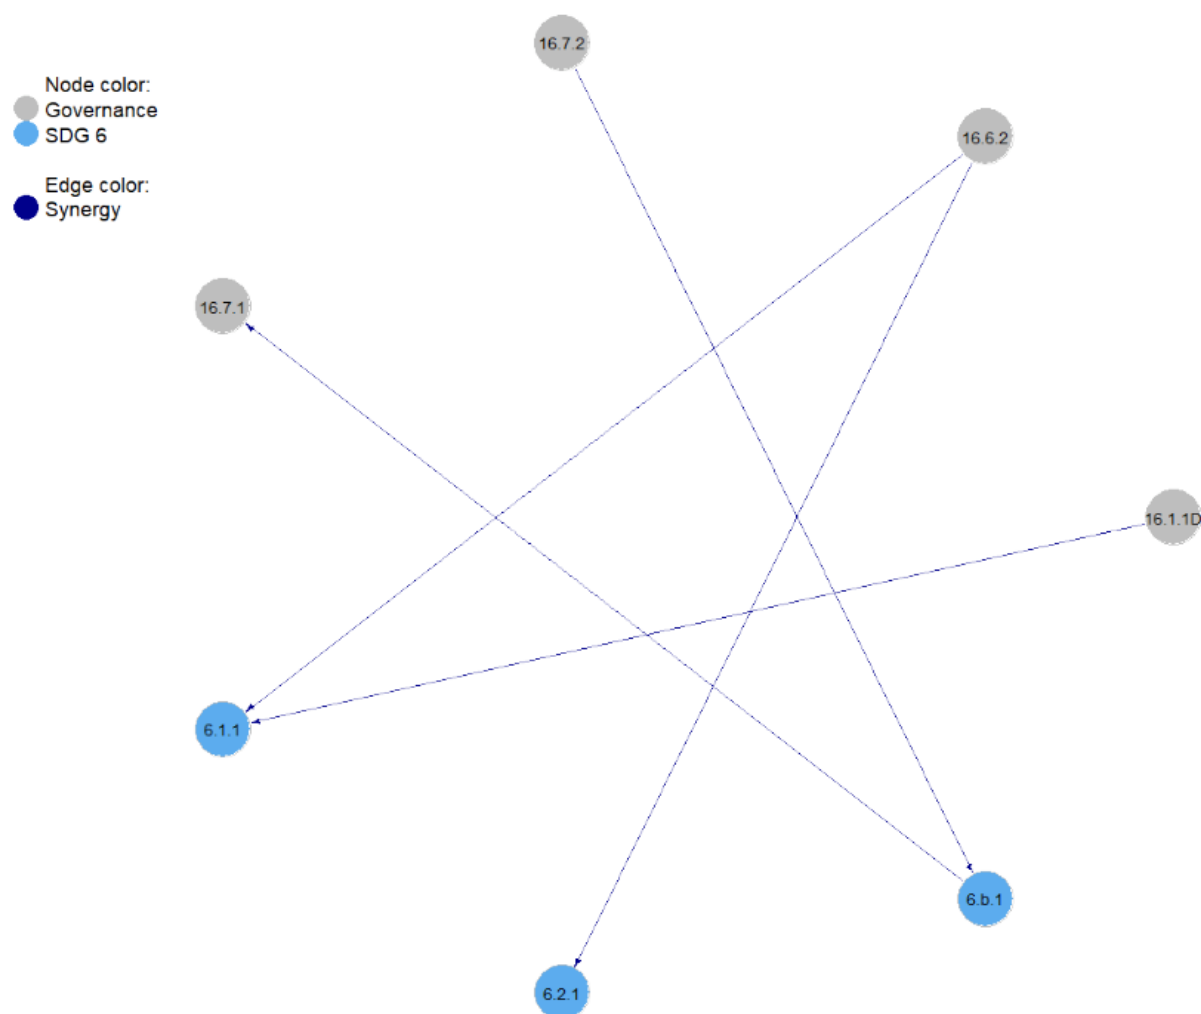 16.7.2
Node color:
Governance
SDG 6
16.6.2
Edge color:
Synergy
16.7.1
16.1.1D
6.1.1
6.b.1
6.2.1